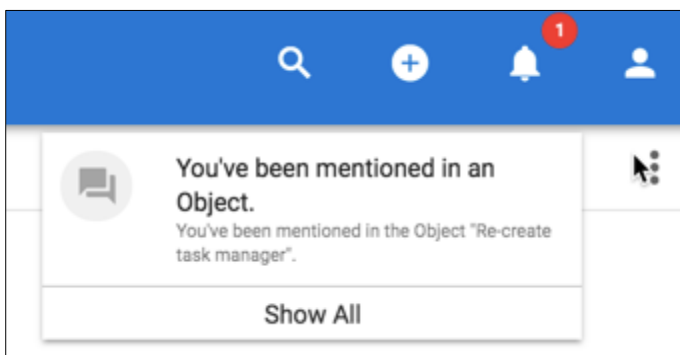 1
You've been mentioned in an
Object.
You've been mentioned in the Object "Re-create
task manager".
Show All